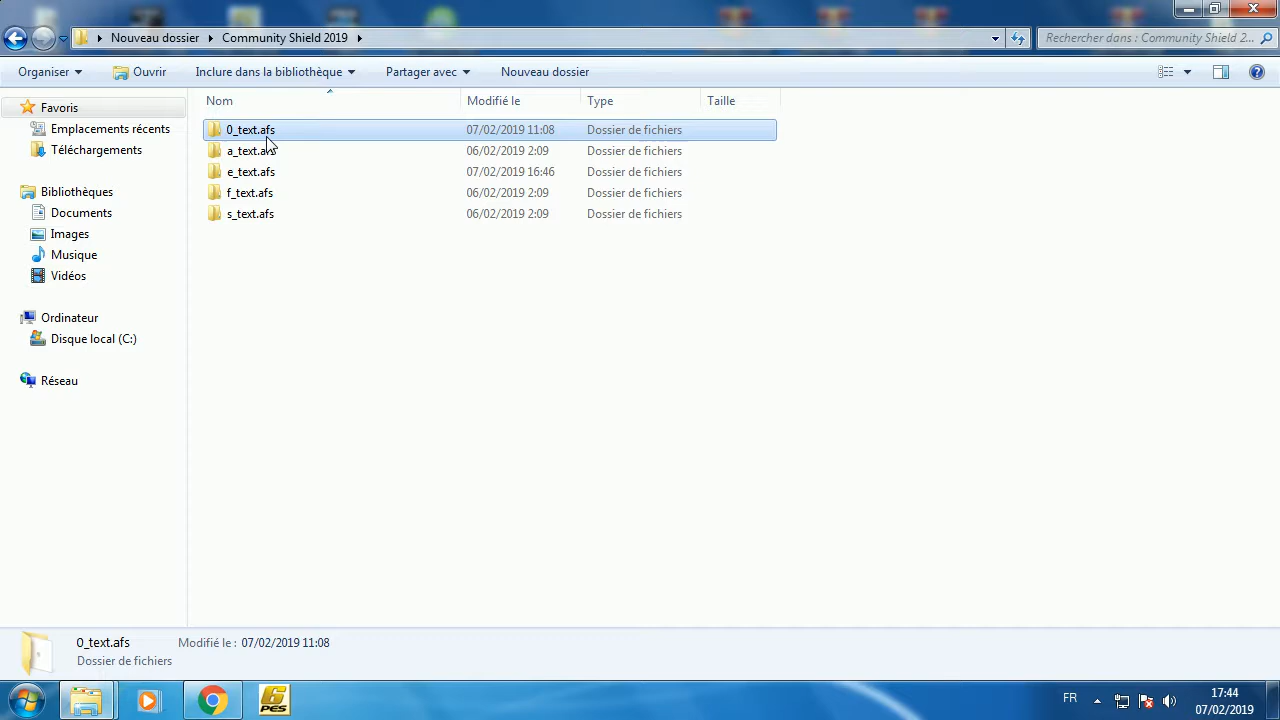 Nouveau dossier Community Shield 2019
Rechercher dans : Community Shield 2...
Organiser Ouvrir Inclure dans la bibliothèque Partager avec Nouveau dossier
Nom Modifié le Type Taille
Favoris
Emplacements récents
Téléchargements
Bibliothèques
Documents
Images
Musique
Vidéos
Ordinateur
Disque local (C:)
Réseau
0_text.afs 07/02/2019 11:08 Dossier de fichiers
a_text.afs 06/02/2019 2:09 Dossier de fichiers
e_text.afs 07/02/2019 16:46 Dossier de fichiers
f_text.afs 06/02/2019 2:09 Dossier de fichiers
s_text.afs 06/02/2019 2:09 Dossier de fichiers
0_text.afs Modifié le : 07/02/2019 11:08
Dossier de fichiers
6 PES
FR
17:44
07/02/2019